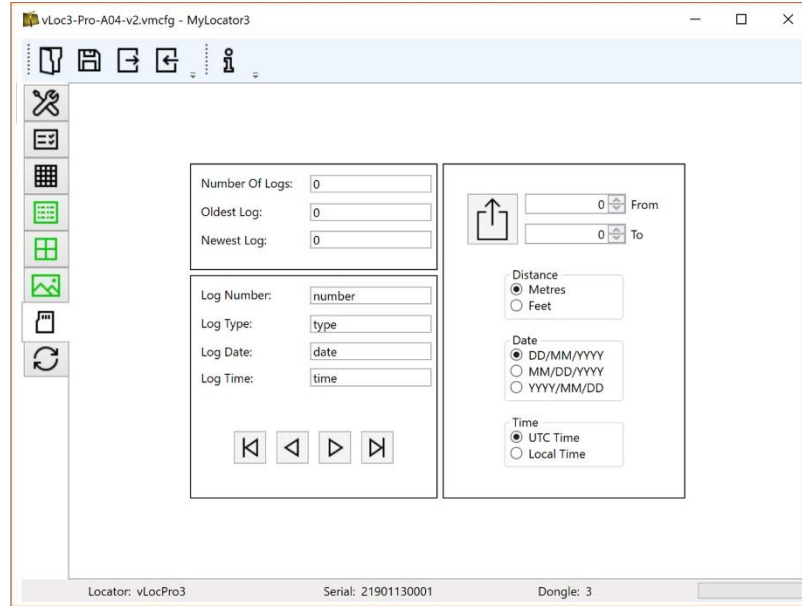 vLoc3-Pro-A04-v2.vmcfg - MyLocator3
Number Of Logs: 0
Oldest Log: 0
Newest Log: 0
Log Number: number
Log Type: type
Log Date: date
Log Time: time
0 From
0 To
Distance
Metres
Feet
Date
DD/MM/YYYY
MM/DD/YYYY
YYYY/MM/DD
Time
UTC Time
Local Time
Locator: vLocPro3 Serial: 21901130001 Dongle: 3